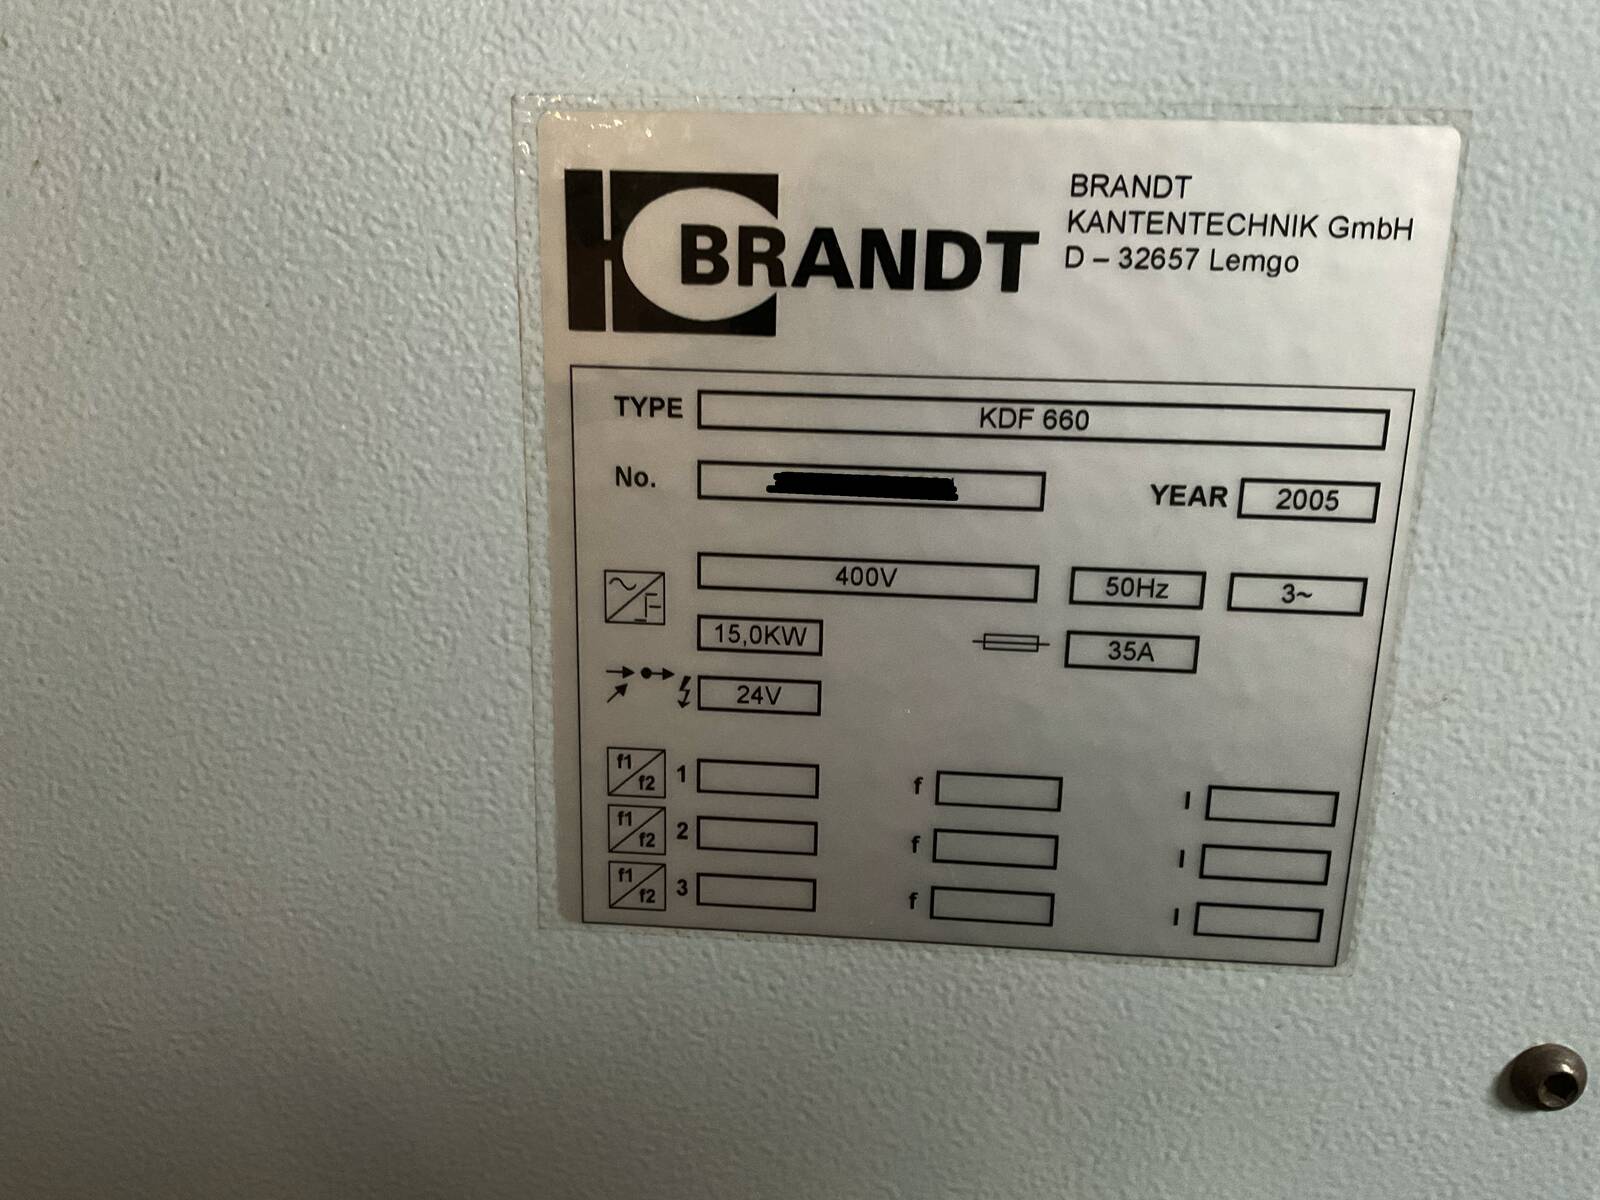 BRANDT
BRANDT
KANTENTECHNIK GmbH
D – 32657 Lemgo
TYPE KDF 660
No. YEAR 2005
400V 50Hz 3~
15,0KW 35A
24V
f1 f2 1 f I
f1 f2 2 f I
f1 f2 3 f I